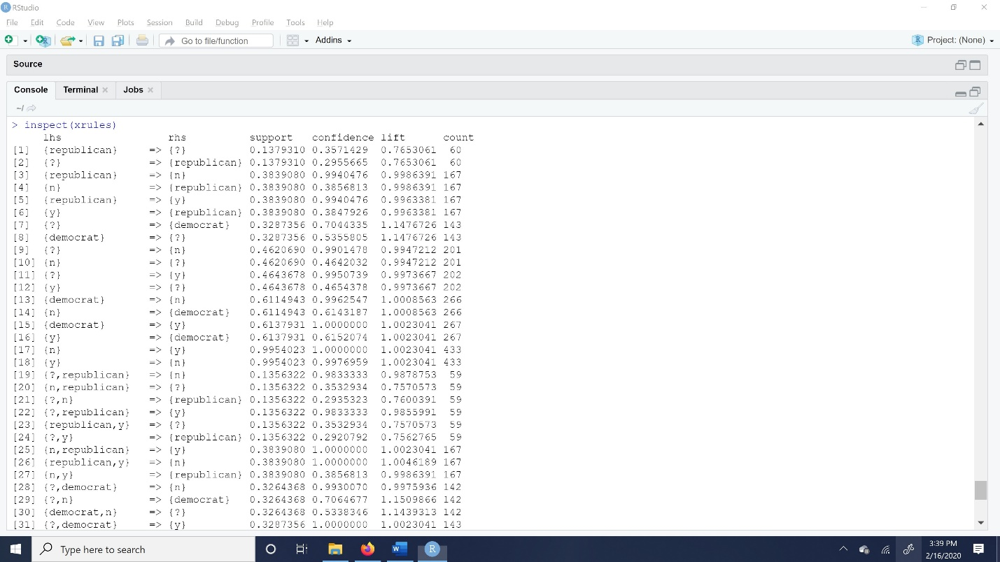 RStudio
File Edit Code View Plots Session Build Debug Profile Tools Help
Go to file/function Addins Project: (None)
Source
Console Terminal Jobs
~/
> inspect(xrules)
lhs rhs support confidence lift count
[1] {republican} => {?} 0.1379310 0.3571429 0.7653061 60
[2] {?} => {republican} 0.1379310 0.2955665 0.7653061 60
[3] {republican} => {n} 0.3839080 0.9940476 0.9986391 167
[4] {n} => {republican} 0.3839080 0.3856813 0.9986391 167
[5] {republican} => {y} 0.3839080 0.9940476 0.9963381 167
[6] {y} => {republican} 0.3839080 0.3847926 0.9963381 167
[7] {?} => {democrat} 0.3287356 0.7044335 1.1476726 143
[8] {democrat} => {?} 0.3287356 0.5355805 1.1476726 143
[9] {?} => {n} 0.4620690 0.9901478 0.9947212 201
[10] {n} => {?} 0.4620690 0.4642032 0.9947212 201
[11] {?} => {y} 0.4643678 0.9950739 0.9973667 202
[12] {y} => {?} 0.4643678 0.4654378 0.9973667 202
[13] {democrat} => {n} 0.6114943 0.9962547 1.0008563 266
[14] {n} => {democrat} 0.6114943 0.6143187 1.0008563 266
[15] {democrat} => {y} 0.6137931 1.0000000 1.0023041 267
[16] {y} => {democrat} 0.6137931 0.6152074 1.0023041 267
[17] {n} => {y} 0.9954023 1.0000000 1.0023041 433
[18] {y} => {n} 0.9954023 0.9976959 1.0023041 433
[19] {?,republican} => {n} 0.1356322 0.9833333 0.9878753 59
[20] {n,republican} => {?} 0.1356322 0.3532934 0.7570573 59
[21] {?,n} => {republican} 0.1356322 0.2935323 0.7600391 59
[22] {?,republican} => {y} 0.1356322 0.9833333 0.9855991 59
[23] {republican,y} => {?} 0.1356322 0.3532934 0.7570573 59
[24] {?,y} => {republican} 0.1356322 0.2920792 0.7562765 59
[25] {n,republican} => {y} 0.3839080 1.0000000 1.0023041 167
[26] {republican,y} => {n} 0.3839080 1.0000000 1.0046189 167
[27] {n,y} => {republican} 0.3839080 0.3856813 0.9986391 167
[28] {?,democrat} => {n} 0.3264368 0.9930070 0.9975936 142
[29] {?,n} => {democrat} 0.3264368 0.7064677 1.1509866 142
[30] {democrat,n} => {?} 0.3264368 0.5338346 1.1439313 142
[31] {?,democrat} => {y} 0.3287356 1.0000000 1.0023041 143
Type here to search
3:39 PM
2/16/2020